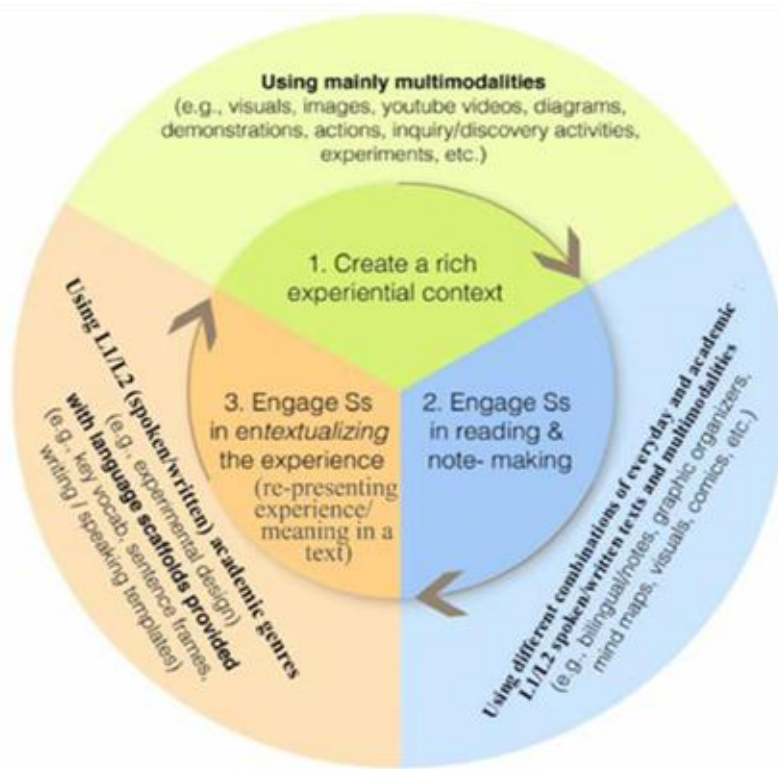 Using mainly multimodalities
(e.g., visuals, images, youtube videos, diagrams,
demonstrations, actions, inquiry/discovery activities,
experiments, etc.)
1. Create a rich
experiential context
2. Engage Ss
in reading &
note- making
Using different combinations of everyday and academic
L1/L2 spoken/written texts and multimodalities
(e.g., bilingual/notes, graphic organizers,
mind maps, visuals, comics, etc.)
3. Engage Ss
in entextualizing
the experience
(re-presenting
experience/
meaning in a
text)
Using L1/L2 (spoken/written) academic genres
(e.g., experimental design)
with language scaffolds provided
(e.g., key vocab, sentence frames,
writing / speaking templates)